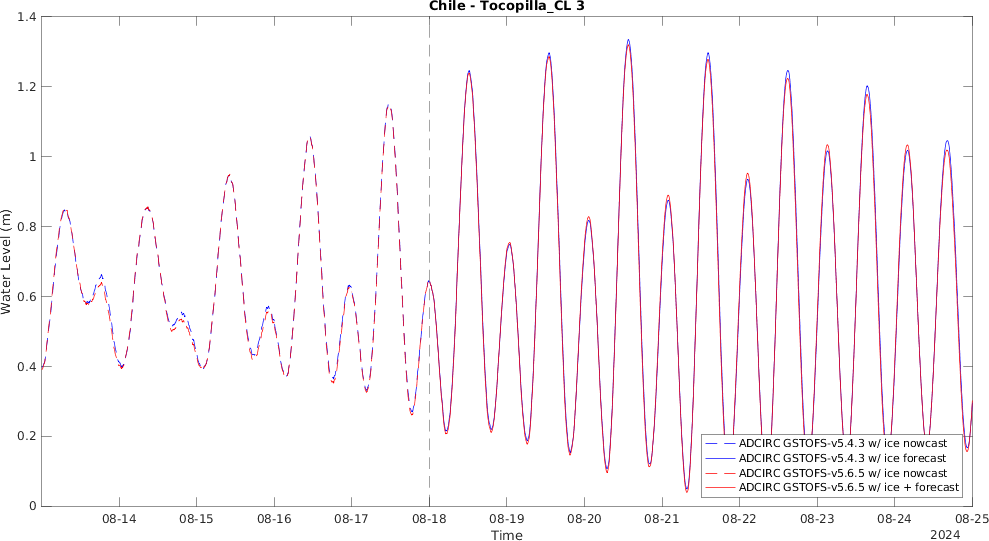 Chile - Tocopilla_CL 3
1.4
1.2
1
0.8
0.6
0.4
0.2
0
Water Level (m)
ADCIRC GSTOFS-v5.4.3 w/ ice nowcast
ADCIRC GSTOFS-v5.4.3 w/ ice forecast
ADCIRC GSTOFS-v5.6.5 w/ ice nowcast
ADCIRC GSTOFS-v5.6.5 w/ ice + forecast
08-14 08-15 08-16 08-17 08-18 08-19 08-20 08-21 08-22 08-23 08-24 08-25
Time
2024